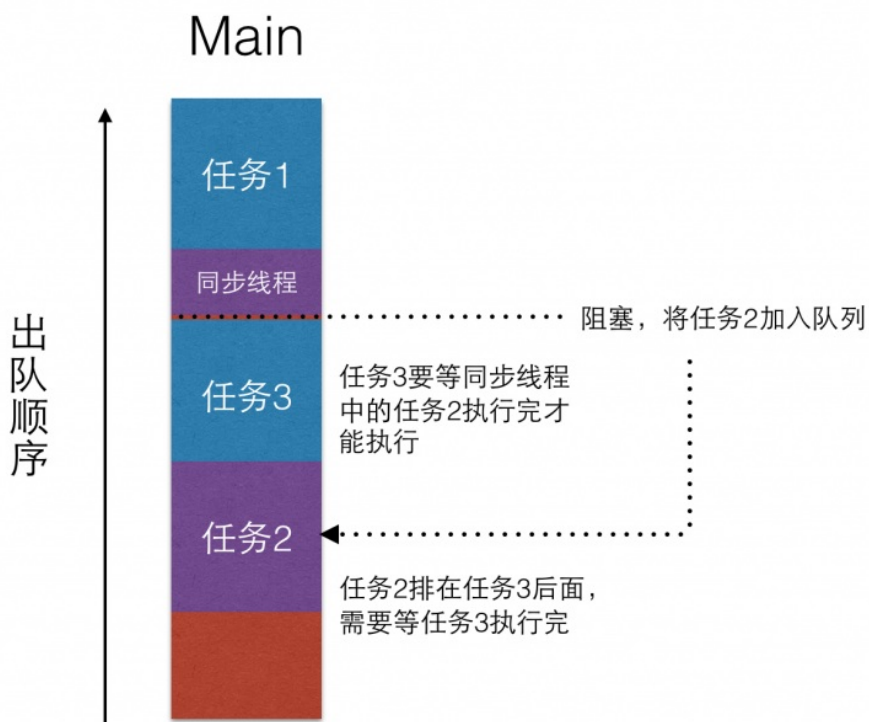 Main
任务1
同步线程
阻塞，将任务2加入队列
出队顺序
任务3
任务3要等同步线程
中的任务2执行完才
能执行
任务2
任务2排在任务3后面，
需要等任务3执行完